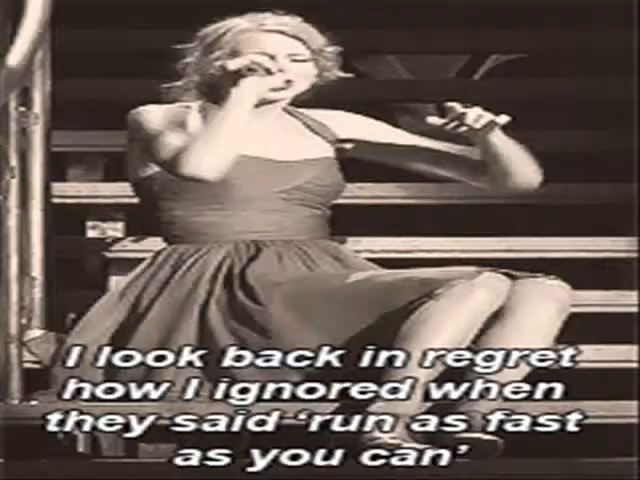 I look back in regret
how I ignored when
they said 'run as fast
as you can'